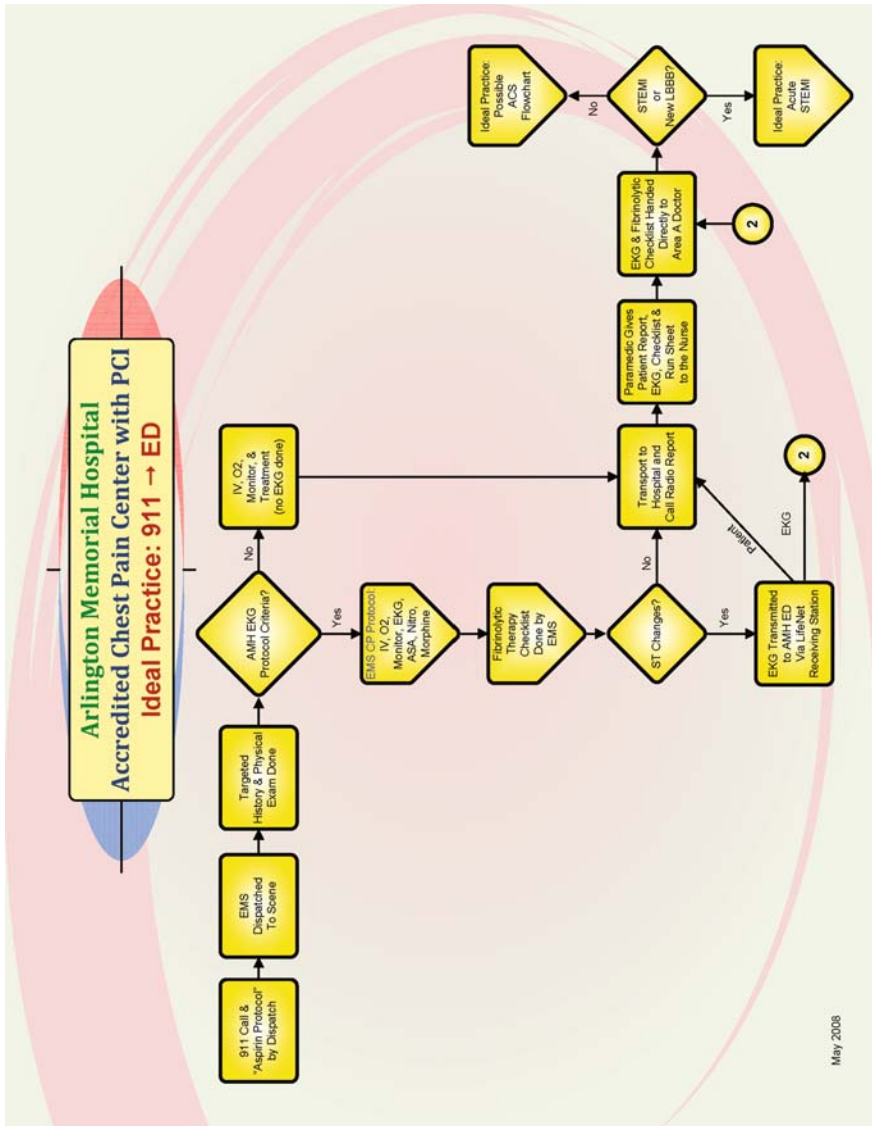 Arlington Memorial Hospital
Accredited Chest Pain Center with PCI
Ideal Practice: 911 → ED
911 Call &
"Aspirin Protocol"
by Dispatch
EMS
Dispatched
To Scene
Targeted
History & Physical
Exam Done
AMH EKG
Protocol Criteria?
No
IV, O2,
Monitor, &
Treatment
(no EKG done)
Yes
EMS CP Protocol:
IV, O2,
Monitor, EKG,
ASA, Nitro,
Morphine
Fibrinolytic
Therapy
Checklist
Done by
EMS
ST Changes?
No
Yes
EKG Transmitted
to AMH ED
Via LifeNet
Receiving Station
Patient
EKG
2
Transport to
Hospital and
Call Radio Report
Paramedic Gives
Patient Report,
EKG, Checklist &
Run Sheet
to the Nurse
EKG & Fibrinolytic
Checklist Handed
Directly to
Area A Doctor
2
STEMI
or
New LBBB?
No
Ideal Practice:
Possible
ACS
Flowchart
Yes
Ideal Practice:
Acute
STEMI
May 2008